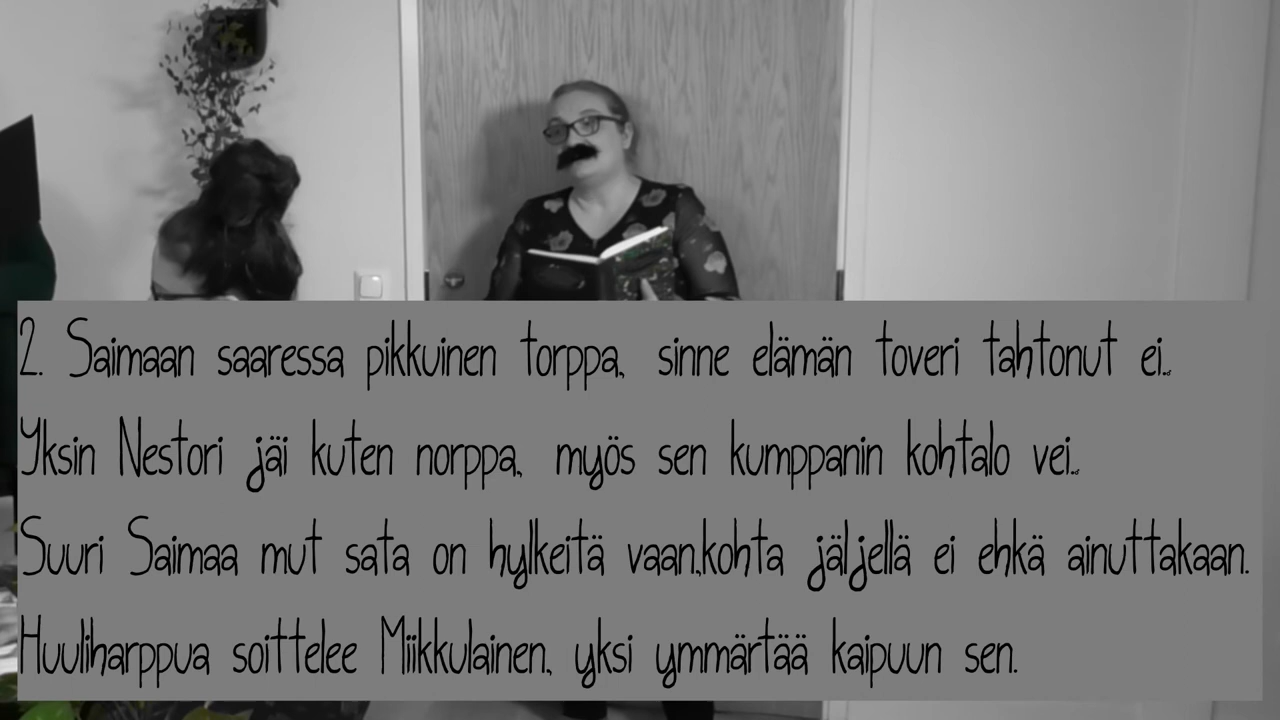 2. Saimaan saaressa pikkuinen torppa, sinne elämän toveri tahtonut ei..
Yksin Nestori jäi kuten norppa, myös sen kumppanin kohtalo vei..
Suuri Saimaa mut sata on hylkeitä vaan,kohta jäljellä ei ehkä ainuttakaan.
Huuliharppua soittelee Miikkulainen, yksi ymmärtää kaipuun sen.